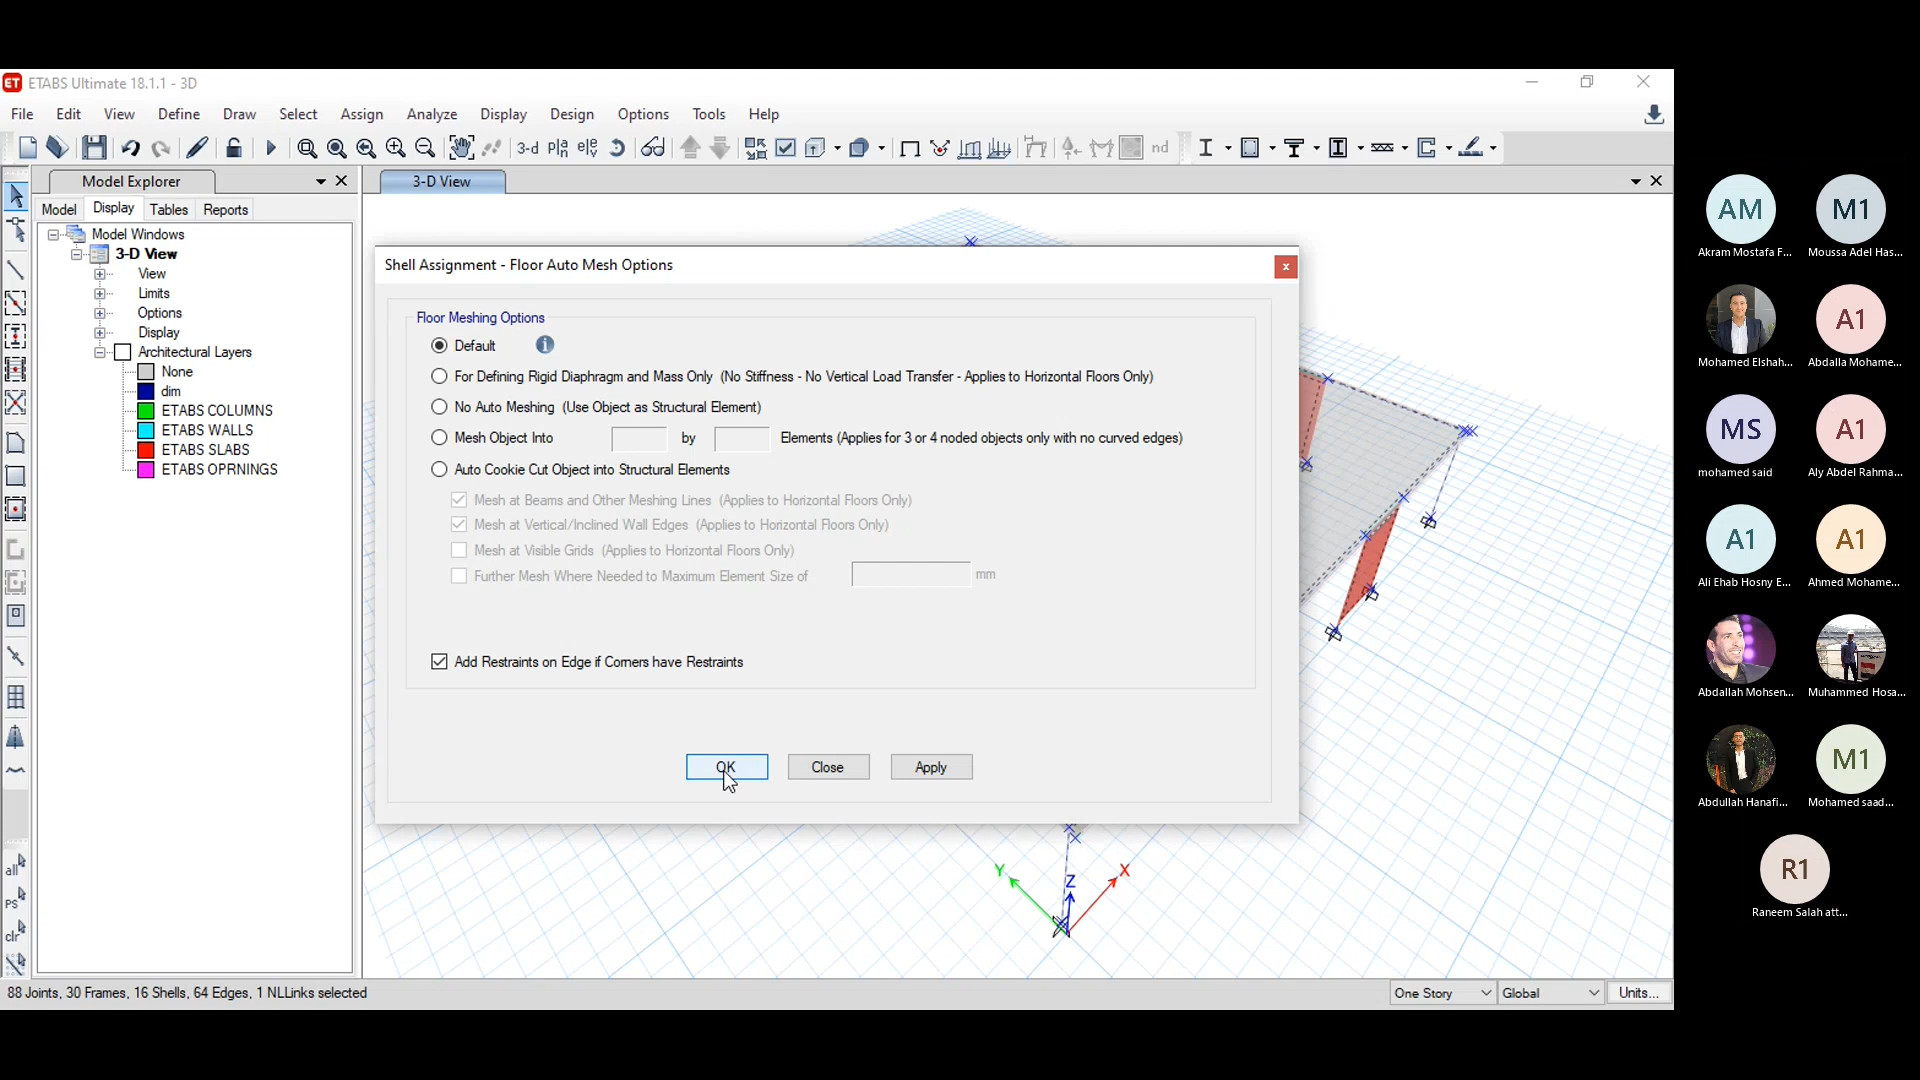 ET ETABS Ultimate 18.1.1 - 3D
File Edit View Define Draw Select Assign Analyze Display Design Options Tools Help
3-d Pla ele nd
Model Explorer
3-D View
Model Display Tables Reports
Model Windows
3-D View
View
Limits
Options
Display
Architectural Layers
None
dim
ETABS COLUMNS
ETABS WALLS
ETABS SLABS
ETABS OPRNINGS
Shell Assignment - Floor Auto Mesh Options
x
Floor Meshing Options
Default
For Defining Rigid Diaphragm and Mass Only (No Stiffness - No Vertical Load Transfer - Applies to Horizontal Floors Only)
No Auto Meshing (Use Object as Structural Element)
Mesh Object Into by Elements (Applies for 3 or 4 noded objects only with no curved edges)
Auto Cookie Cut Object into Structural Elements
Mesh at Beams and Other Meshing Lines (Applies to Horizontal Floors Only)
Mesh at Vertical/Inclined Wall Edges (Applies to Horizontal Floors Only)
Mesh at Visible Grids (Applies to Horizontal Floors Only)
Further Mesh Where Needed to Maximum Element Size of mm
Add Restraints on Edge if Corners have Restraints
OK Close Apply
Y Z X
all
PS
clr
88 Joints, 30 Frames, 16 Shells, 64 Edges, 1 NLLinks selected
One Story Global Units...
AM M1
Akram Mostafa F... Moussa Adel Has...
A1
Mohamed Elshah... Abdalla Mohame...
MS A1
mohamed said Aly Abdel Rahma...
A1 A1
Ali Ehab Hosny E... Ahmed Mohame...
Abdallah Mohsen... Muhammed Hosa...
M1
Abdullah Hanafi... Mohamed saad...
R1
Raneem Salah att...